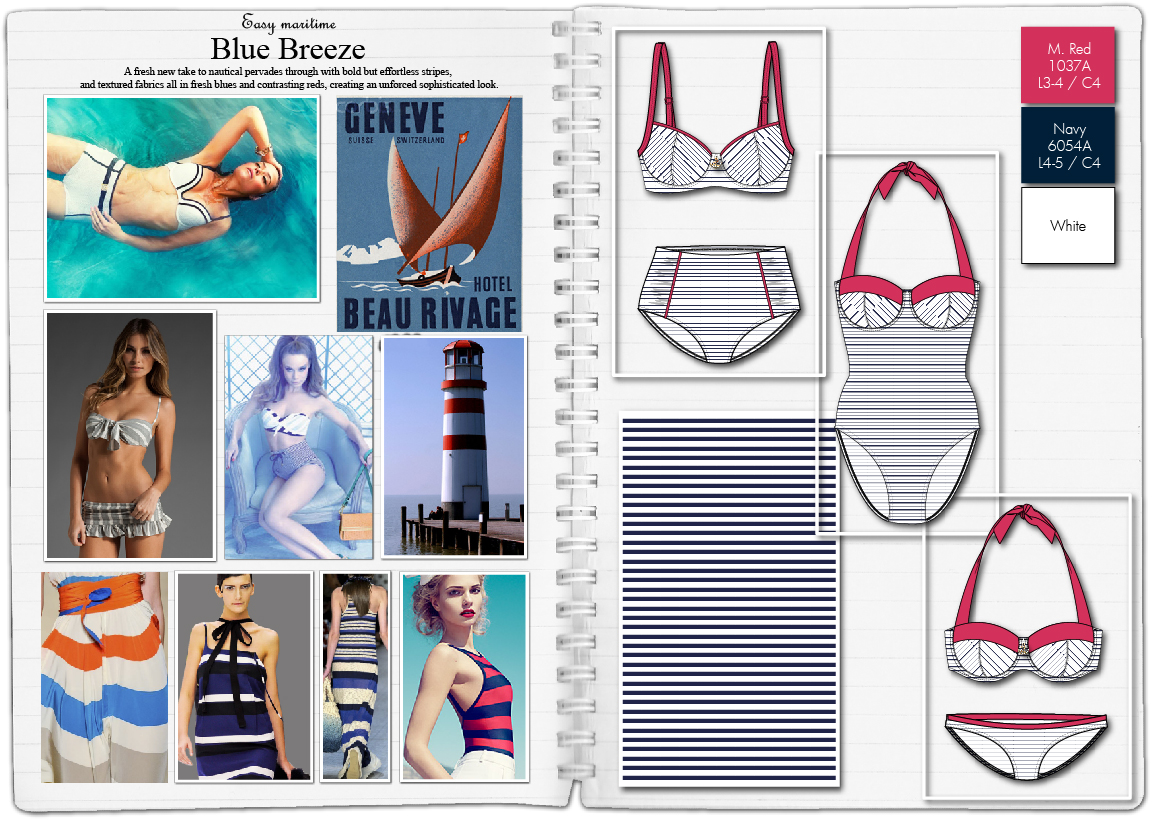 Easy maritime
Blue Breeze
A fresh new take to nautical pervades through with bold but effortless stripes,
and textured fabrics all in fresh blues and contrasting reds, creating an unforced sophisticated look.
GENEVE
SUISSE SWITZERLAND
HOTEL
BEAU RIVAGE
M. Red
1037A
L3-4 / C4
Navy
6054A
L4-5 / C4
White